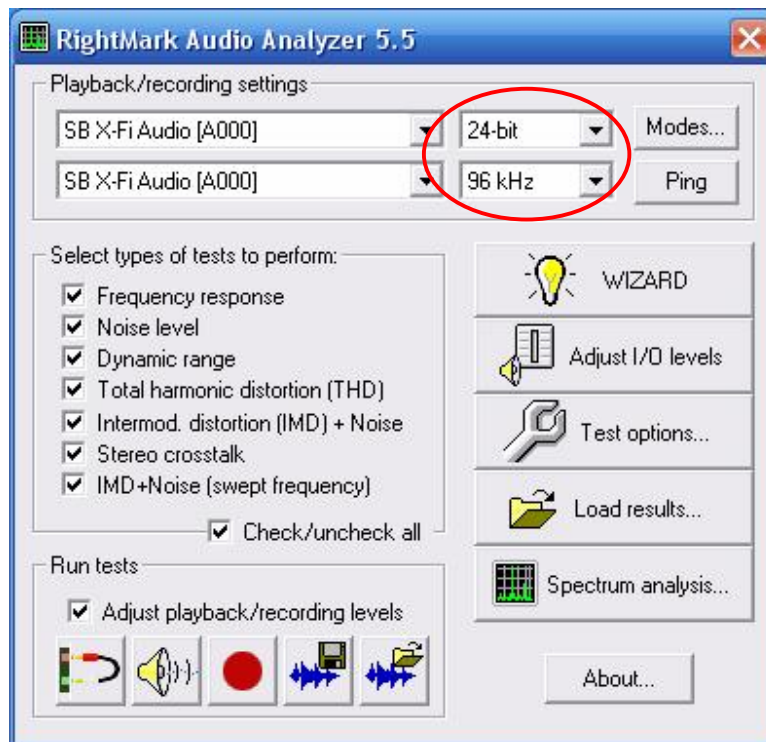 RightMark Audio Analyzer 5.5
Playback/recording settings
SB X-Fi Audio [A000] 24-bit Modes...
SB X-Fi Audio [A000] 96 kHz Ping
Select types of tests to perform:
Frequency response
Noise level
Dynamic range
Total harmonic distortion (THD)
Intermod. distortion (IMD) + Noise
Stereo crosstalk
IMD+Noise (swept frequency)
Check/uncheck all
WIZARD
Adjust I/O levels
Test options...
Load results...
Spectrum analysis...
Run tests
Adjust playback/recording levels
About...